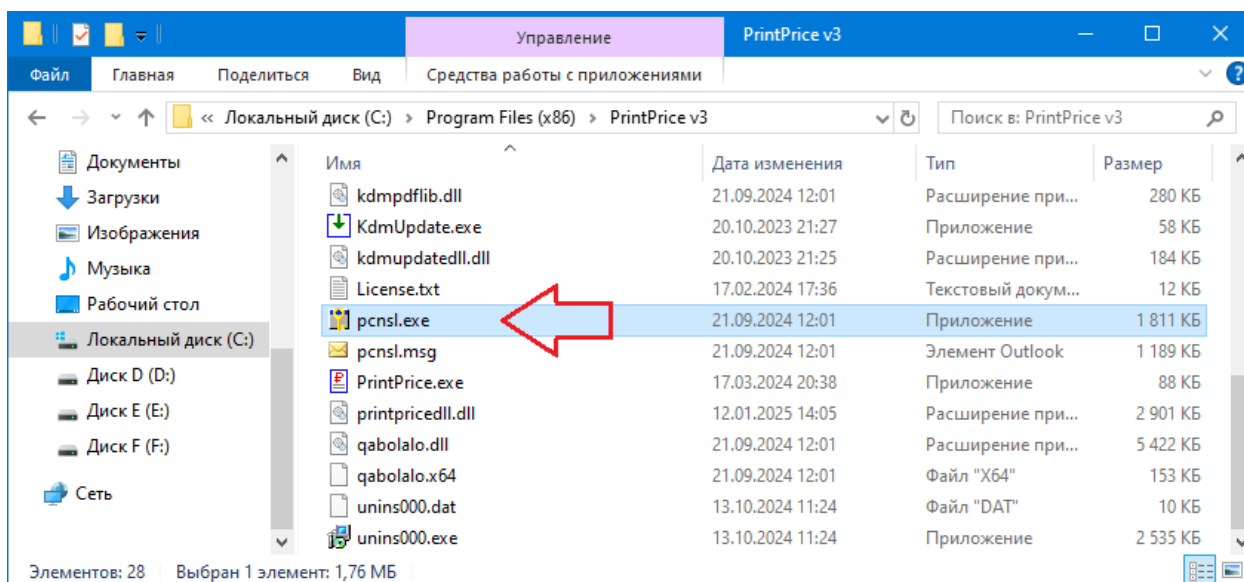 Управление
PrintPrice v3
Файл Главная Поделиться Вид Средства работы с приложениями ?
« Локальный диск (C:) › Program Files (x86) › PrintPrice v3 Поиск в: PrintPrice v3
Документы
Загрузки
Изображения
Музыка
Рабочий стол
Локальный диск (C:)
Диск D (D:)
Диск E (E:)
Диск F (F:)
Сеть
Имя Дата изменения Тип Размер
kdmpdflib.dll 21.09.2024 12:01 Расширение при... 280 КБ
KdmUpdate.exe 20.10.2023 21:27 Приложение 58 КБ
kdmupdatedll.dll 20.10.2023 21:25 Расширение при... 184 КБ
License.txt 17.02.2024 17:36 Текстовый докум... 12 КБ
pcnsl.exe 21.09.2024 12:01 Приложение 1 811 КБ
pcnsl.msg 21.09.2024 12:01 Элемент Outlook 1 189 КБ
PrintPrice.exe 17.03.2024 20:38 Приложение 88 КБ
printpricedll.dll 12.01.2025 14:05 Расширение при... 2 901 КБ
qabolalo.dll 21.09.2024 12:01 Расширение при... 5 422 КБ
qabolalo.x64 21.09.2024 12:01 Файл "X64" 153 КБ
unins000.dat 13.10.2024 11:24 Файл "DAT" 10 КБ
unins000.exe 13.10.2024 11:24 Приложение 2 535 КБ
Элементов: 28 Выбран 1 элемент: 1,76 МБ